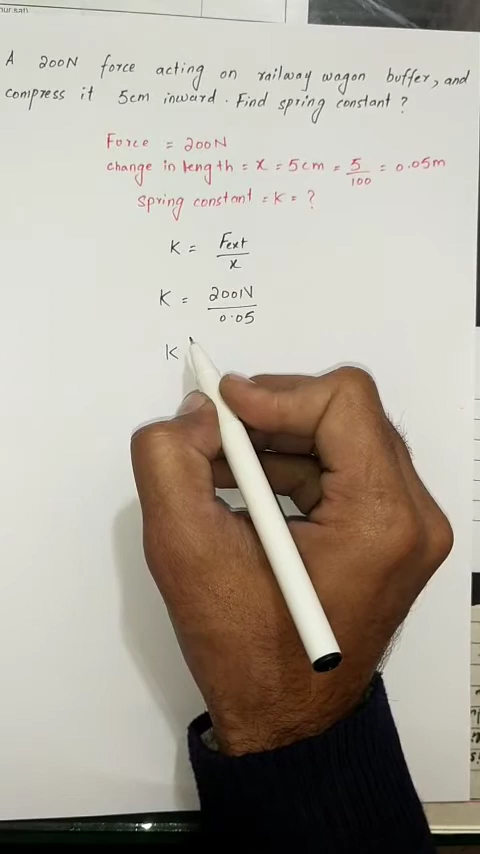 A 200N force acting on railway wagon buffer, and
compress it 5cm inward. Find spring constant ?
Force = 200N
change in length = x = 5cm = 5/100 = 0.05m
spring constant = K = ?
K = Fext/x
K = 200N/0.05
K